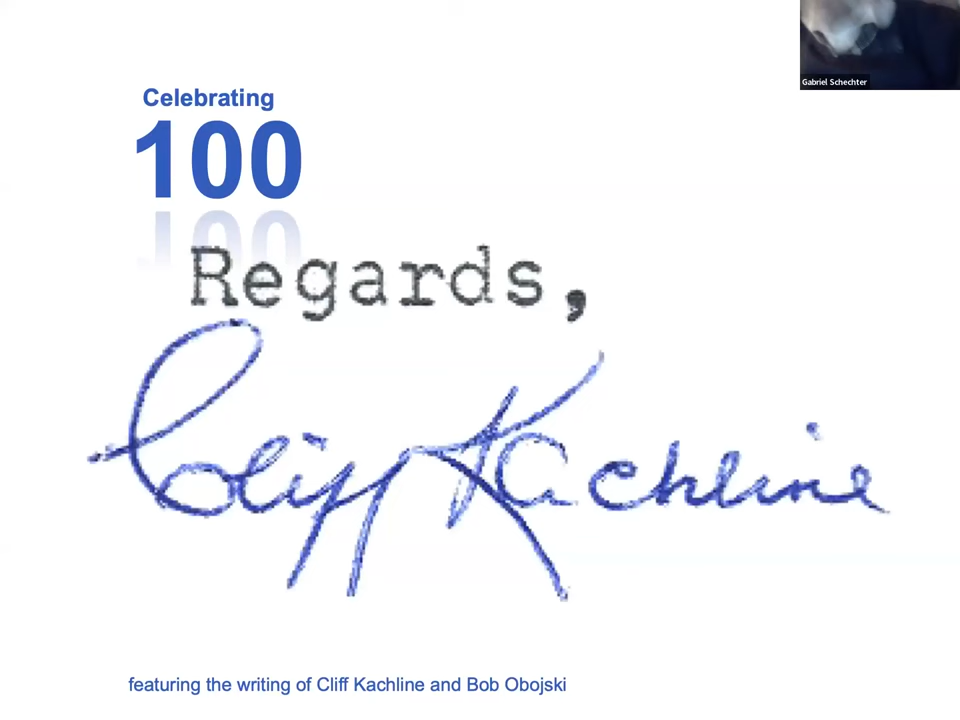 Gabriel Schechter
Celebrating
100
Regards,
Cliff Kachline
featuring the writing of Cliff Kachline and Bob Obojski